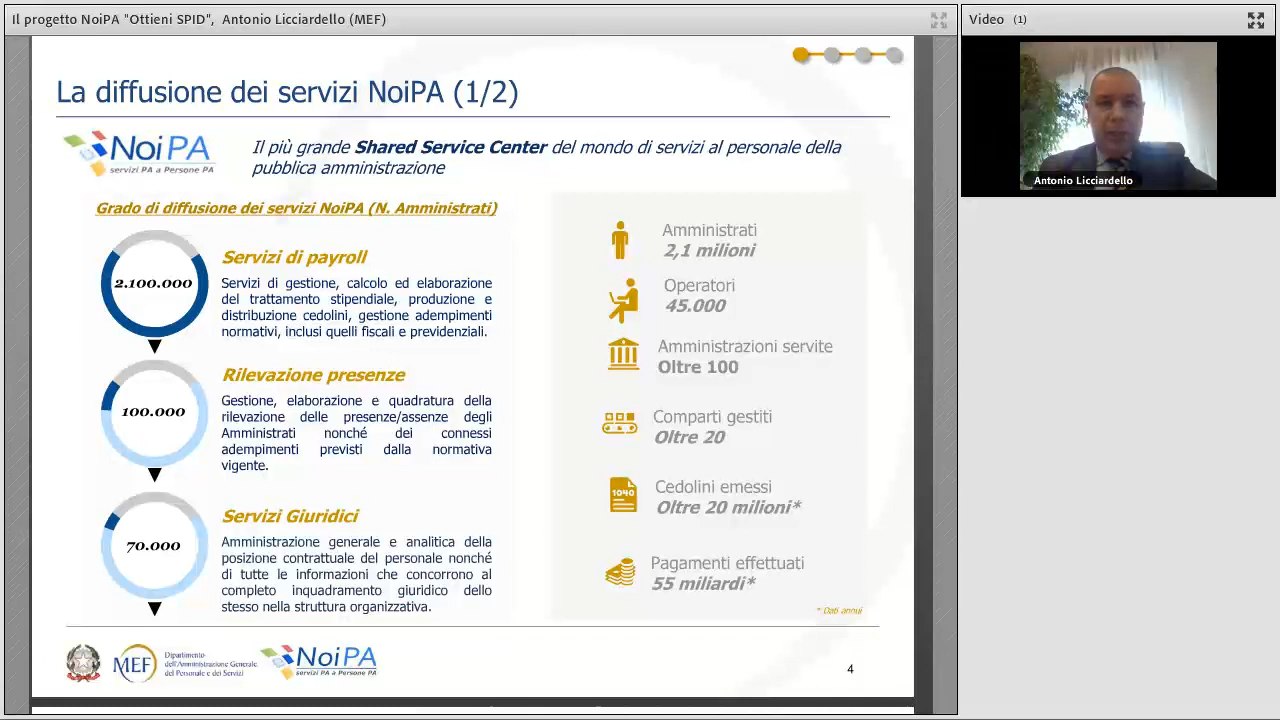 Il progetto NoiPA "Ottieni SPID", Antonio Licciardello (MEF)
Video (1)
Antonio Licciardello
La diffusione dei servizi NoiPA (1/2)
NoiPA
servizi PA a Persone PA
Il più grande Shared Service Center del mondo di servizi al personale della
pubblica amministrazione
Grado di diffusione dei servizi NoiPA (N. Amministrati)
2.100.000
Servizi di payroll
Servizi di gestione, calcolo ed elaborazione
del trattamento stipendiale, produzione e
distribuzione cedolini, gestione adempimenti
normativi, inclusi quelli fiscali e previdenziali.
100.000
Rilevazione presenze
Gestione, elaborazione e quadratura della
rilevazione delle presenze/assenze degli
Amministrati nonché dei connessi
adempimenti previsti dalla normativa
vigente.
70.000
Servizi Giuridici
Amministrazione generale e analitica della
posizione contrattuale del personale nonché
di tutte le informazioni che concorrono al
completo inquadramento giuridico dello
stesso nella struttura organizzativa.
Amministrati
2,1 milioni
Operatori
45.000
Amministrazioni servite
Oltre 100
Comparti gestiti
Oltre 20
1040
Cedolini emessi
Oltre 20 milioni*
Pagamenti effettuati
55 miliardi*
* Dati annui
MEF
Dipartimento
dell'Amministrazione Generale,
del Personale e dei Servizi
NoiPA
servizi PA a Persone PA
4